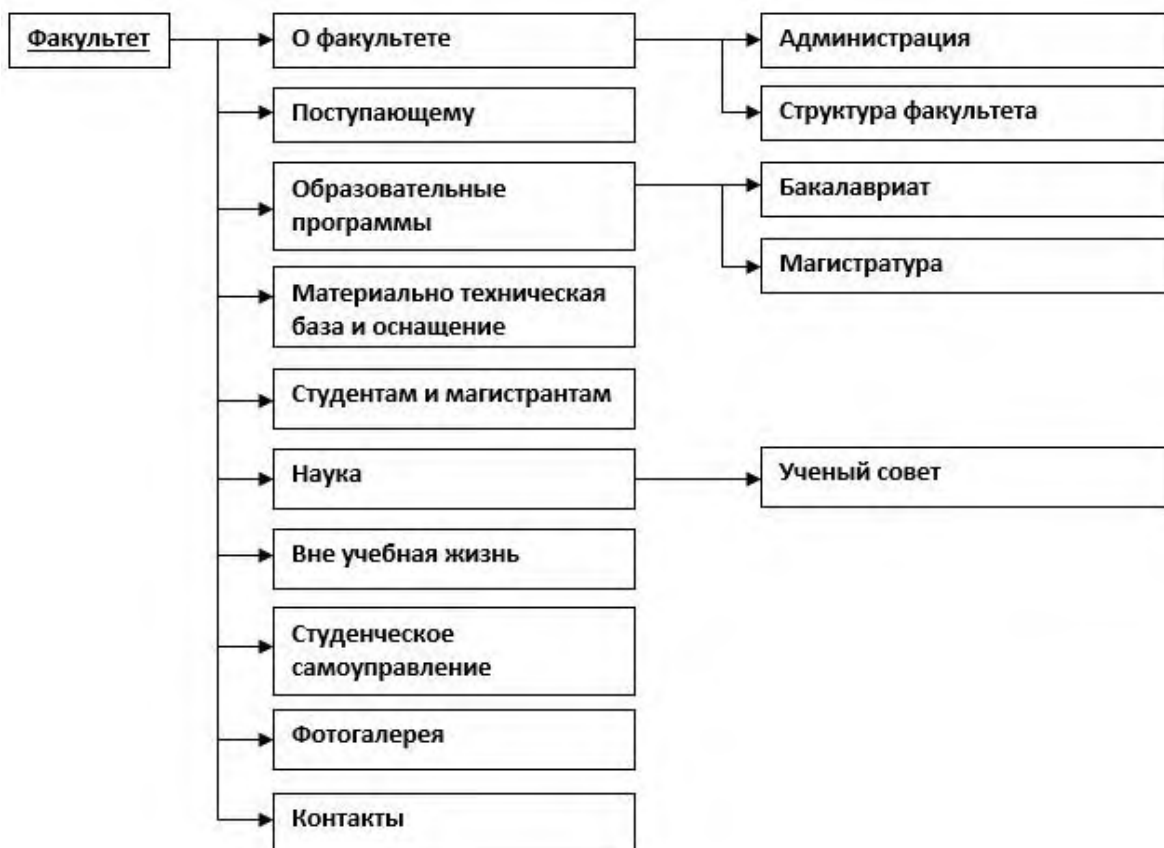 Факультет
О факультете
Администрация
Структура факультета
Поступающему
Образовательные
программы
Бакалавриат
Магистратура
Материально техническая
база и оснащение
Студентам и магистрантам
Наука
Ученый совет
Вне учебная жизнь
Студенческое
самоуправление
Фотогалерея
Контакты